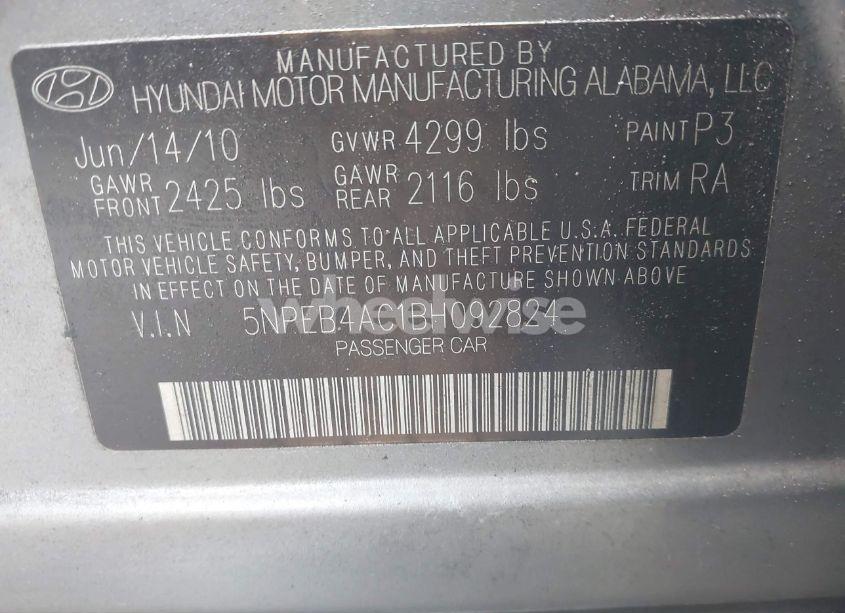 MANUFACTURED BY
HYUNDAI MOTOR MANUFACTURING ALABAMA, LLC
Jun/14/10 GVWR 4299 lbs PAINT P3
GAWR FRONT 2425 lbs GAWR REAR 2116 lbs TRIM RA
THIS VEHICLE CONFORMS TO ALL APPLICABLE U.S.A. FEDERAL
MOTOR VEHICLE SAFETY, BUMPER, AND THEFT PREVENTION STANDARDS
IN EFFECT ON THE DATE OF MANUFACTURE SHOWN ABOVE
V.I.N 5NPEB4AC1BH092824
wheelwise
PASSENGER CAR